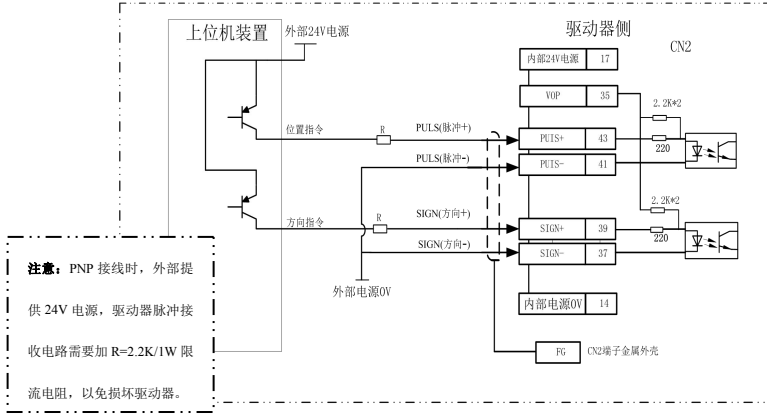 上位机装置
外部24V电源
驱动器侧
CN2
内部24V电源 17
VOP 35
2.2K*2
位置指令
R
PULS(脉冲+)
PUIS+ 43
220
PULS(脉冲-)
PUIS- 41
2.2K*2
方向指令
R
SIGN(方向+)
SIGN+ 39
220
SIGN(方向-)
SIGN- 37
外部电源0V
内部电源0V 14
FG
CN2端子金属外壳
注意：PNP 接线时，外部提
供 24V 电源，驱动器脉冲接
收电路需要加 R=2.2K/1W 限
流电阻，以免损坏驱动器。